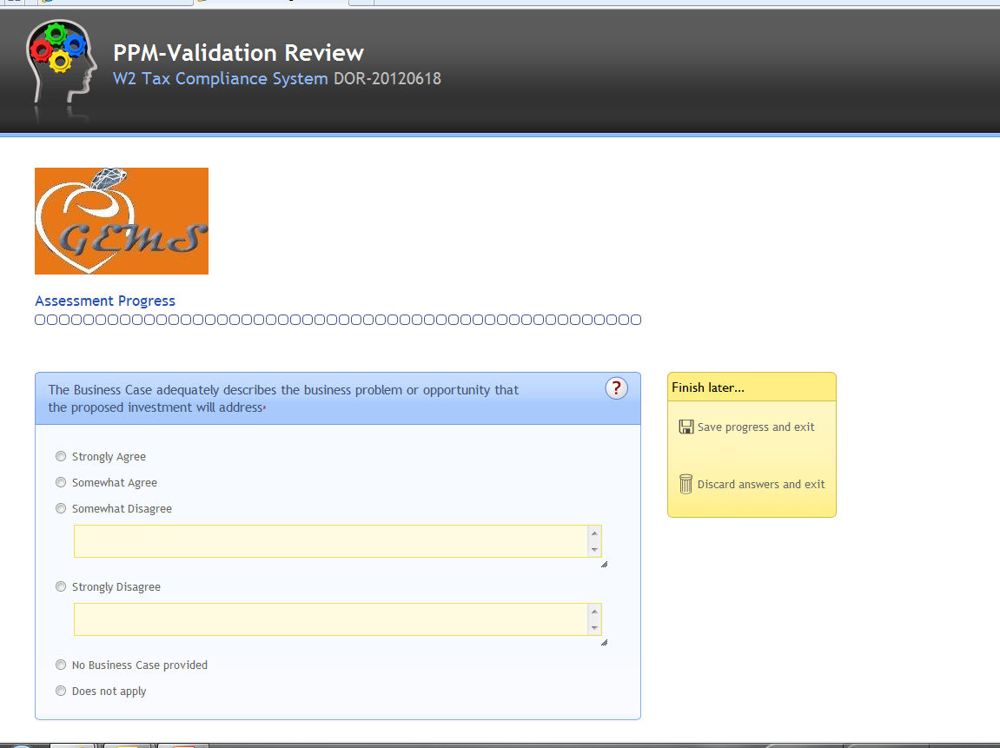 PPM-Validation Review
W2 Tax Compliance System DOR-20120618
GEMS
Assessment Progress
The Business Case adequately describes the business problem or opportunity that
the proposed investment will address*
?
Finish later...
Save progress and exit
Discard answers and exit
Strongly Agree
Somewhat Agree
Somewhat Disagree
Strongly Disagree
No Business Case provided
Does not apply